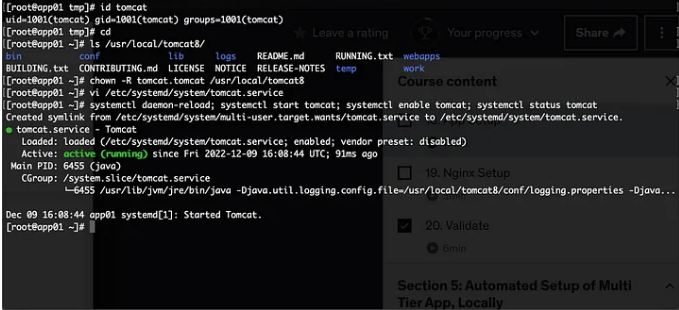 [[root@app01 tmp]# id tomcat
uid=1001(tomcat) gid=1001(tomcat) groups=1001(tomcat)
[[root@app01 tmp]# cd
[[root@app01 ~]# ls /usr/local/tomcat8/
bin conf lib logs README.md RUNNING.txt webapps
BUILDING.txt CONTRIBUTING.md LICENSE NOTICE RELEASE-NOTES temp work
[[root@app01 ~]# chown -R tomcat.tomcat /usr/local/tomcat8
[[root@app01 ~]# vi /etc/systemd/system/tomcat.service
[[root@app01 ~]# systemctl daemon-reload; systemctl start tomcat; systemctl enable tomcat; systemctl status tomcat
Created symlink from /etc/systemd/system/multi-user.target.wants/tomcat.service to /etc/systemd/system/tomcat.service.
● tomcat.service - Tomcat
Loaded: loaded (/etc/systemd/system/tomcat.service; enabled; vendor preset: disabled)
Active: active (running) since Fri 2022-12-09 16:08:44 UTC; 91ms ago
Main PID: 6455 (java)
CGroup: /system.slice/tomcat.service
└─6455 /usr/lib/jvm/jre/bin/java -Djava.util.logging.config.file=/usr/local/tomcat8/conf/logging.properties -Djava...
Dec 09 16:08:44 app01 systemd[1]: Started Tomcat.
[root@app01 ~]#
Leave a rating
Your progress
Share
Course content
19. Nginx Setup
20. Validate
6min
Section 5: Automated Setup of Multi
Tier App, Locally